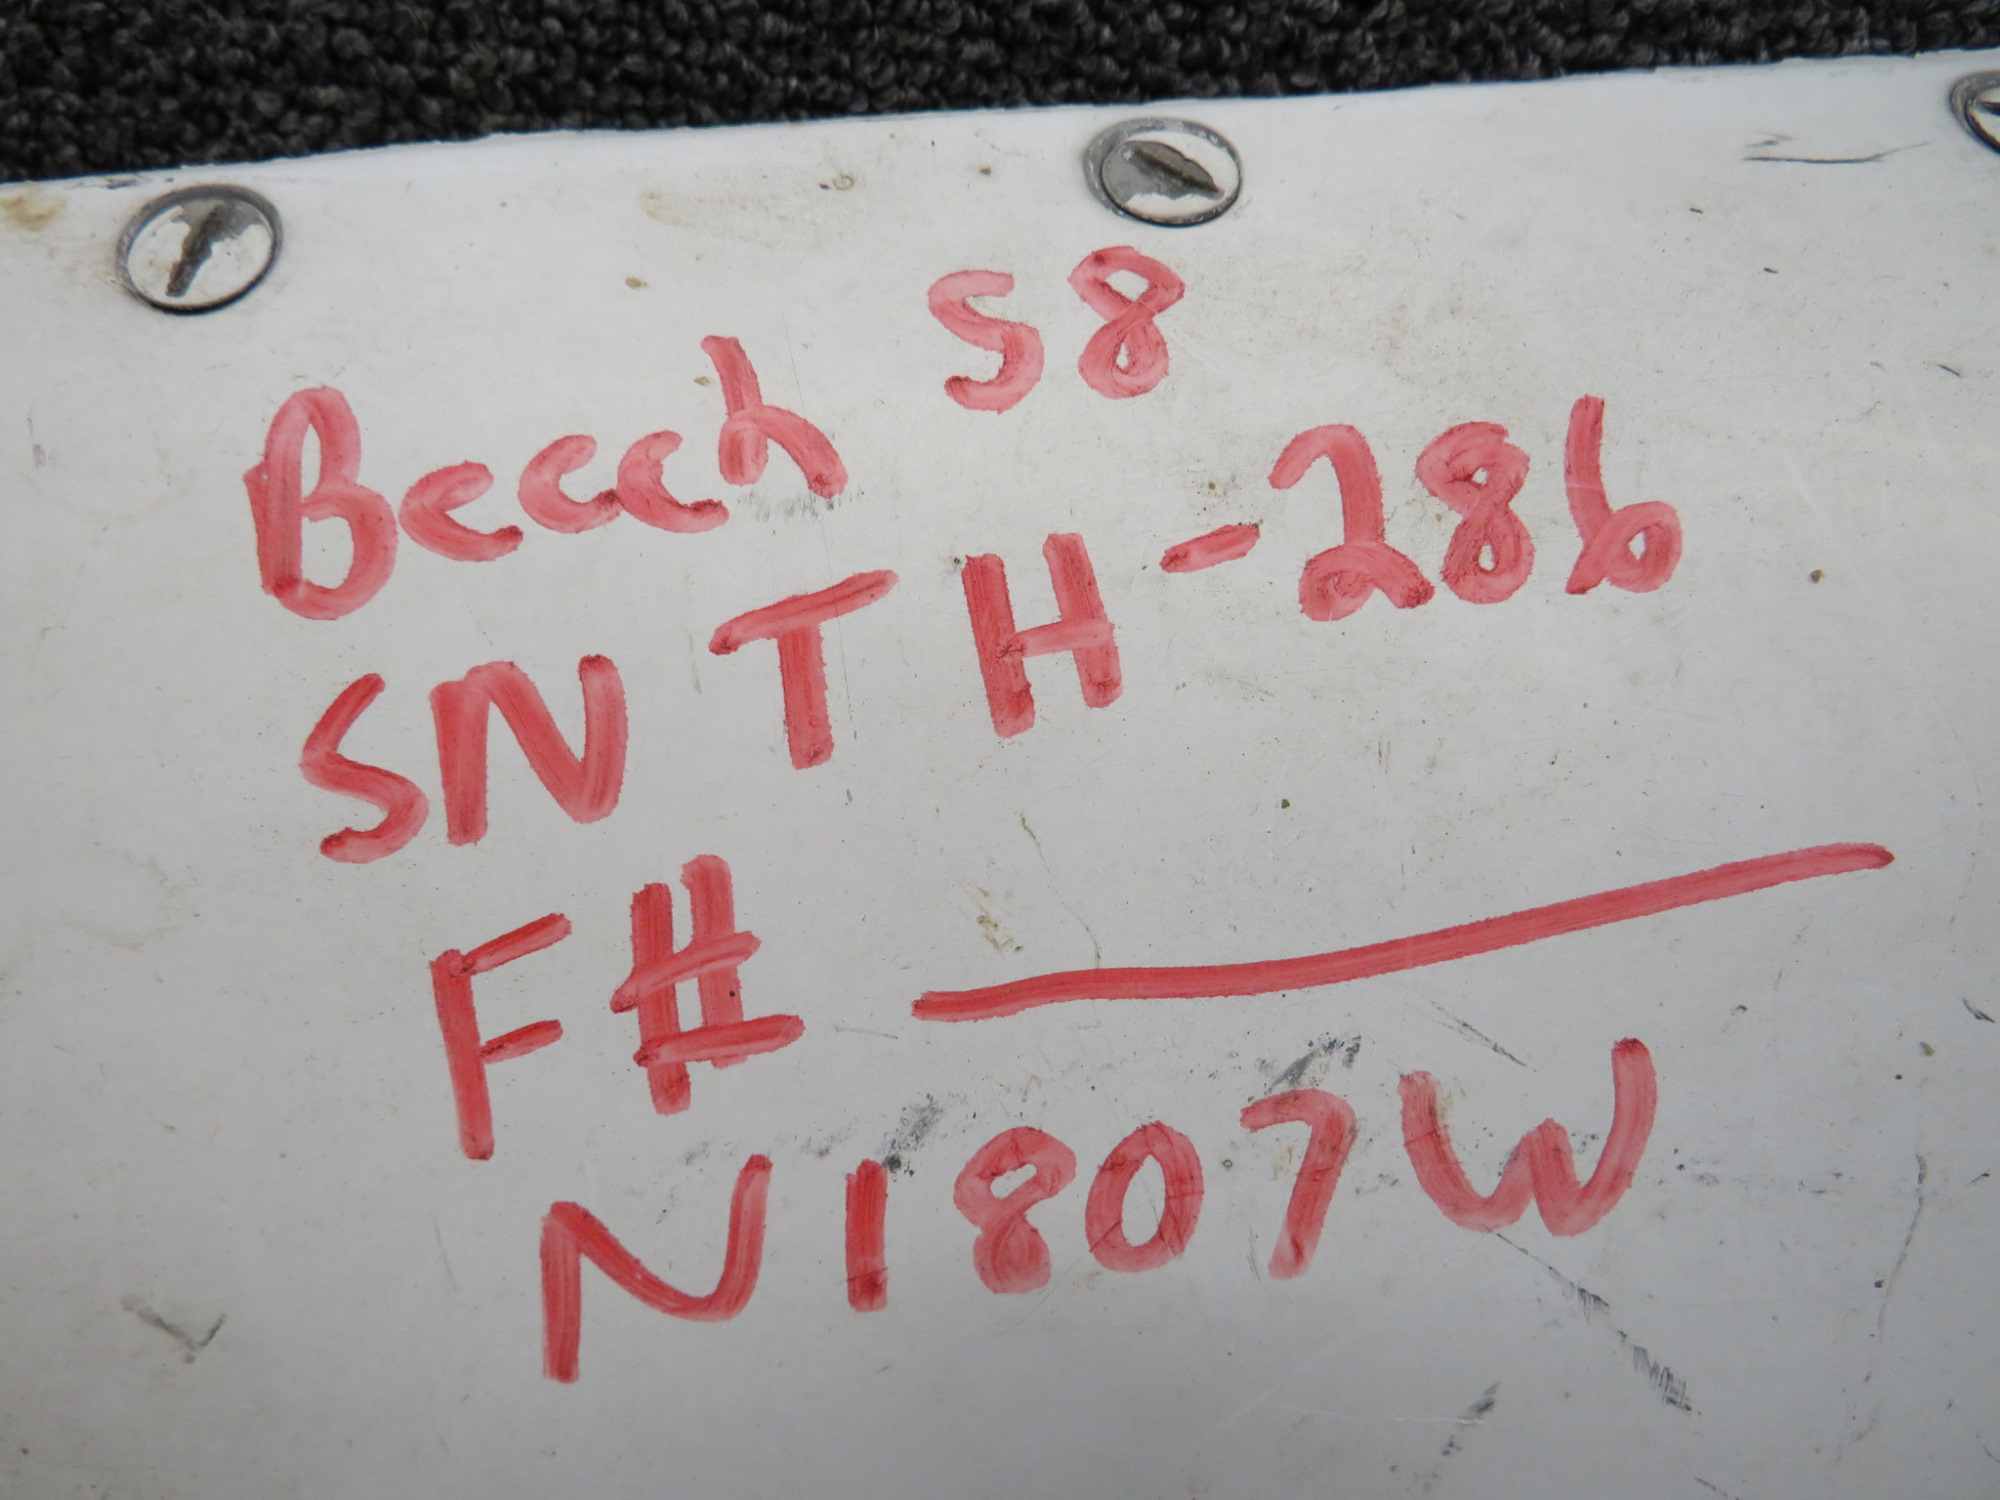 Beech 58
SN TH-286
F# —
N1807W